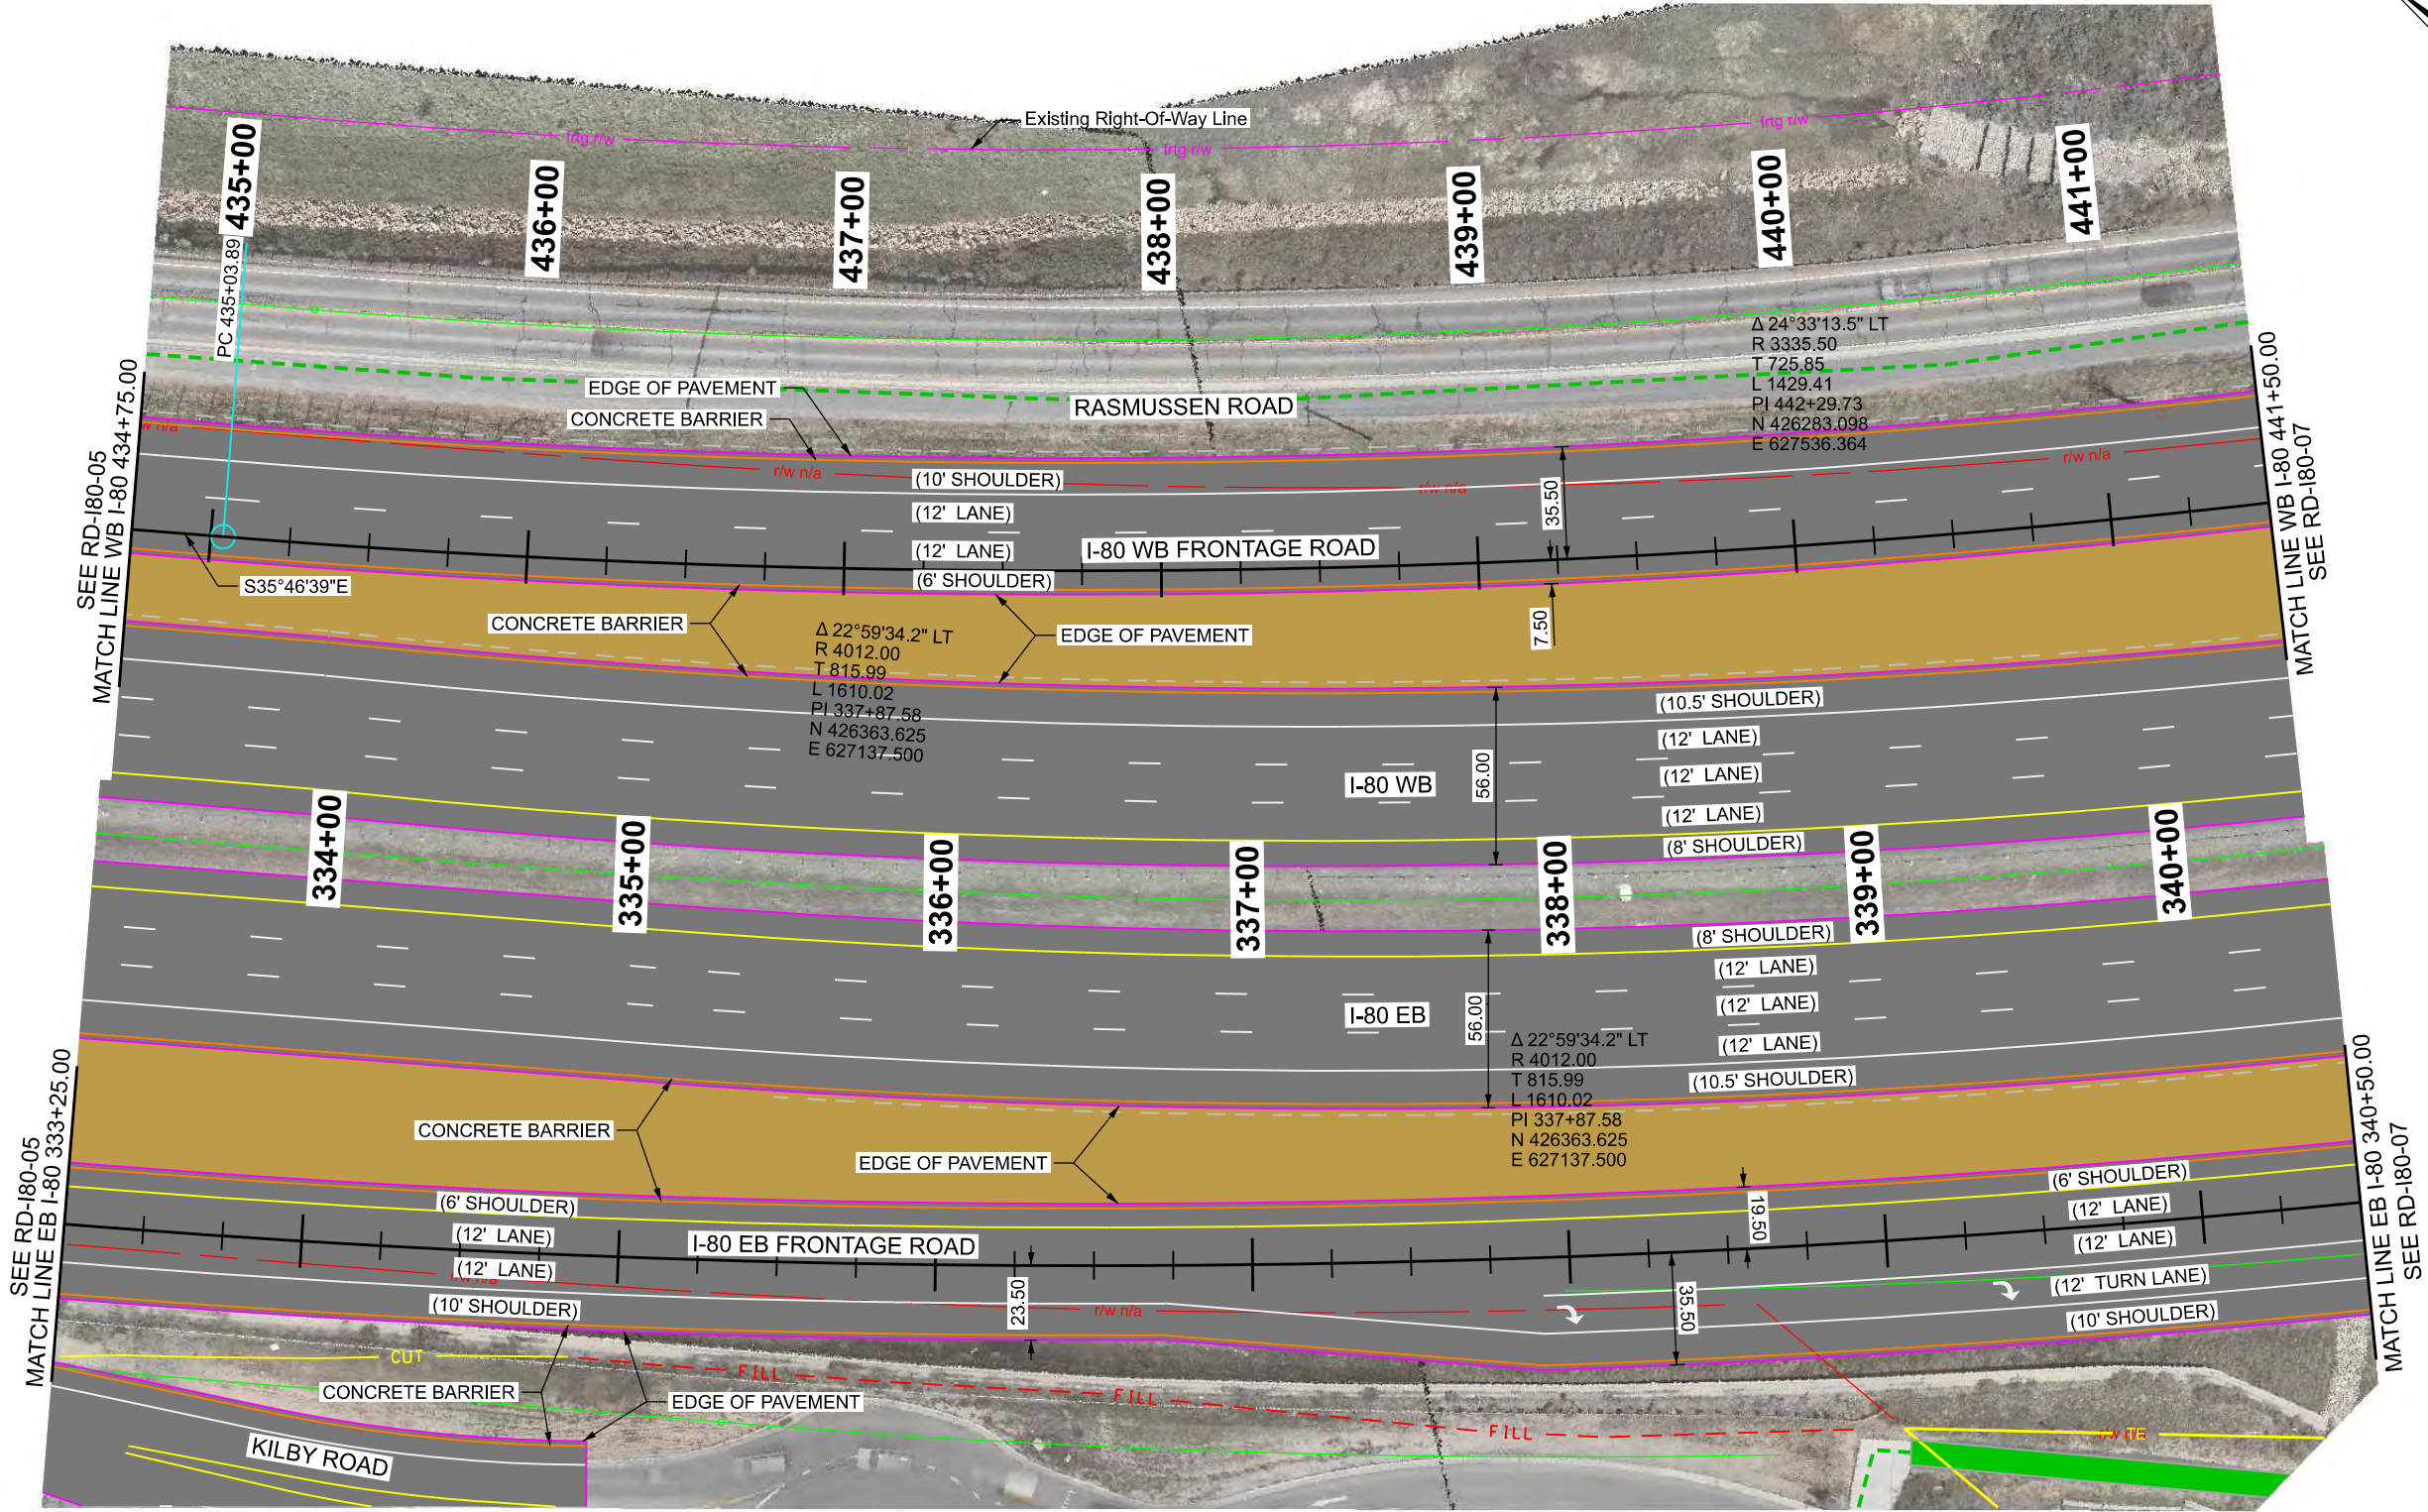 Existing Right-Of-Way Line
frtg r/w
frtg r/w
frtg r/w
435+00
436+00
437+00
438+00
439+00
440+00
441+00
PC 435+03.89
Δ 24°33'13.5" LT
R 3335.50
T 725.85
L 1429.41
PI 442+29.73
N 426283.098
E 627536.364
EDGE OF PAVEMENT
CONCRETE BARRIER
RASMUSSEN ROAD
SEE RD-I80-05
MATCH LINE WB I-80 434+75.00
MATCH LINE WB I-80 441+50.00
SEE RD-I80-07
w n/a
r/w n/a
r/w n/a
r/w n/a
(10' SHOULDER)
(12' LANE)
(12' LANE)
(6' SHOULDER)
I-80 WB FRONTAGE ROAD
35.50
7.50
S35°46'39"E
CONCRETE BARRIER
EDGE OF PAVEMENT
Δ 22°59'34.2" LT
R 4012.00
T 815.99
L 1610.02
PI 337+87.58
N 426363.625
E 627137.500
(10.5' SHOULDER)
(12' LANE)
(12' LANE)
(12' LANE)
(8' SHOULDER)
I-80 WB
56.00
334+00
335+00
336+00
337+00
338+00
339+00
340+00
(8' SHOULDER)
(12' LANE)
(12' LANE)
(12' LANE)
(10.5' SHOULDER)
I-80 EB
56.00
Δ 22°59'34.2" LT
R 4012.00
T 815.99
L 1610.02
PI 337+87.58
N 426363.625
E 627137.500
CONCRETE BARRIER
EDGE OF PAVEMENT
SEE RD-I80-05
MATCH LINE EB I-80 333+25.00
MATCH LINE EB I-80 340+50.00
SEE RD-I80-07
(6' SHOULDER)
(12' LANE)
(12' LANE)
(10' SHOULDER)
I-80 EB FRONTAGE ROAD
23.50
19.50
35.50
(6' SHOULDER)
(12' LANE)
(12' LANE)
(12' TURN LANE)
(10' SHOULDER)
r/w n/a
r/w n/a
CUT
FILL
FILL
FILL
CONCRETE BARRIER
EDGE OF PAVEMENT
KILBY ROAD
TE